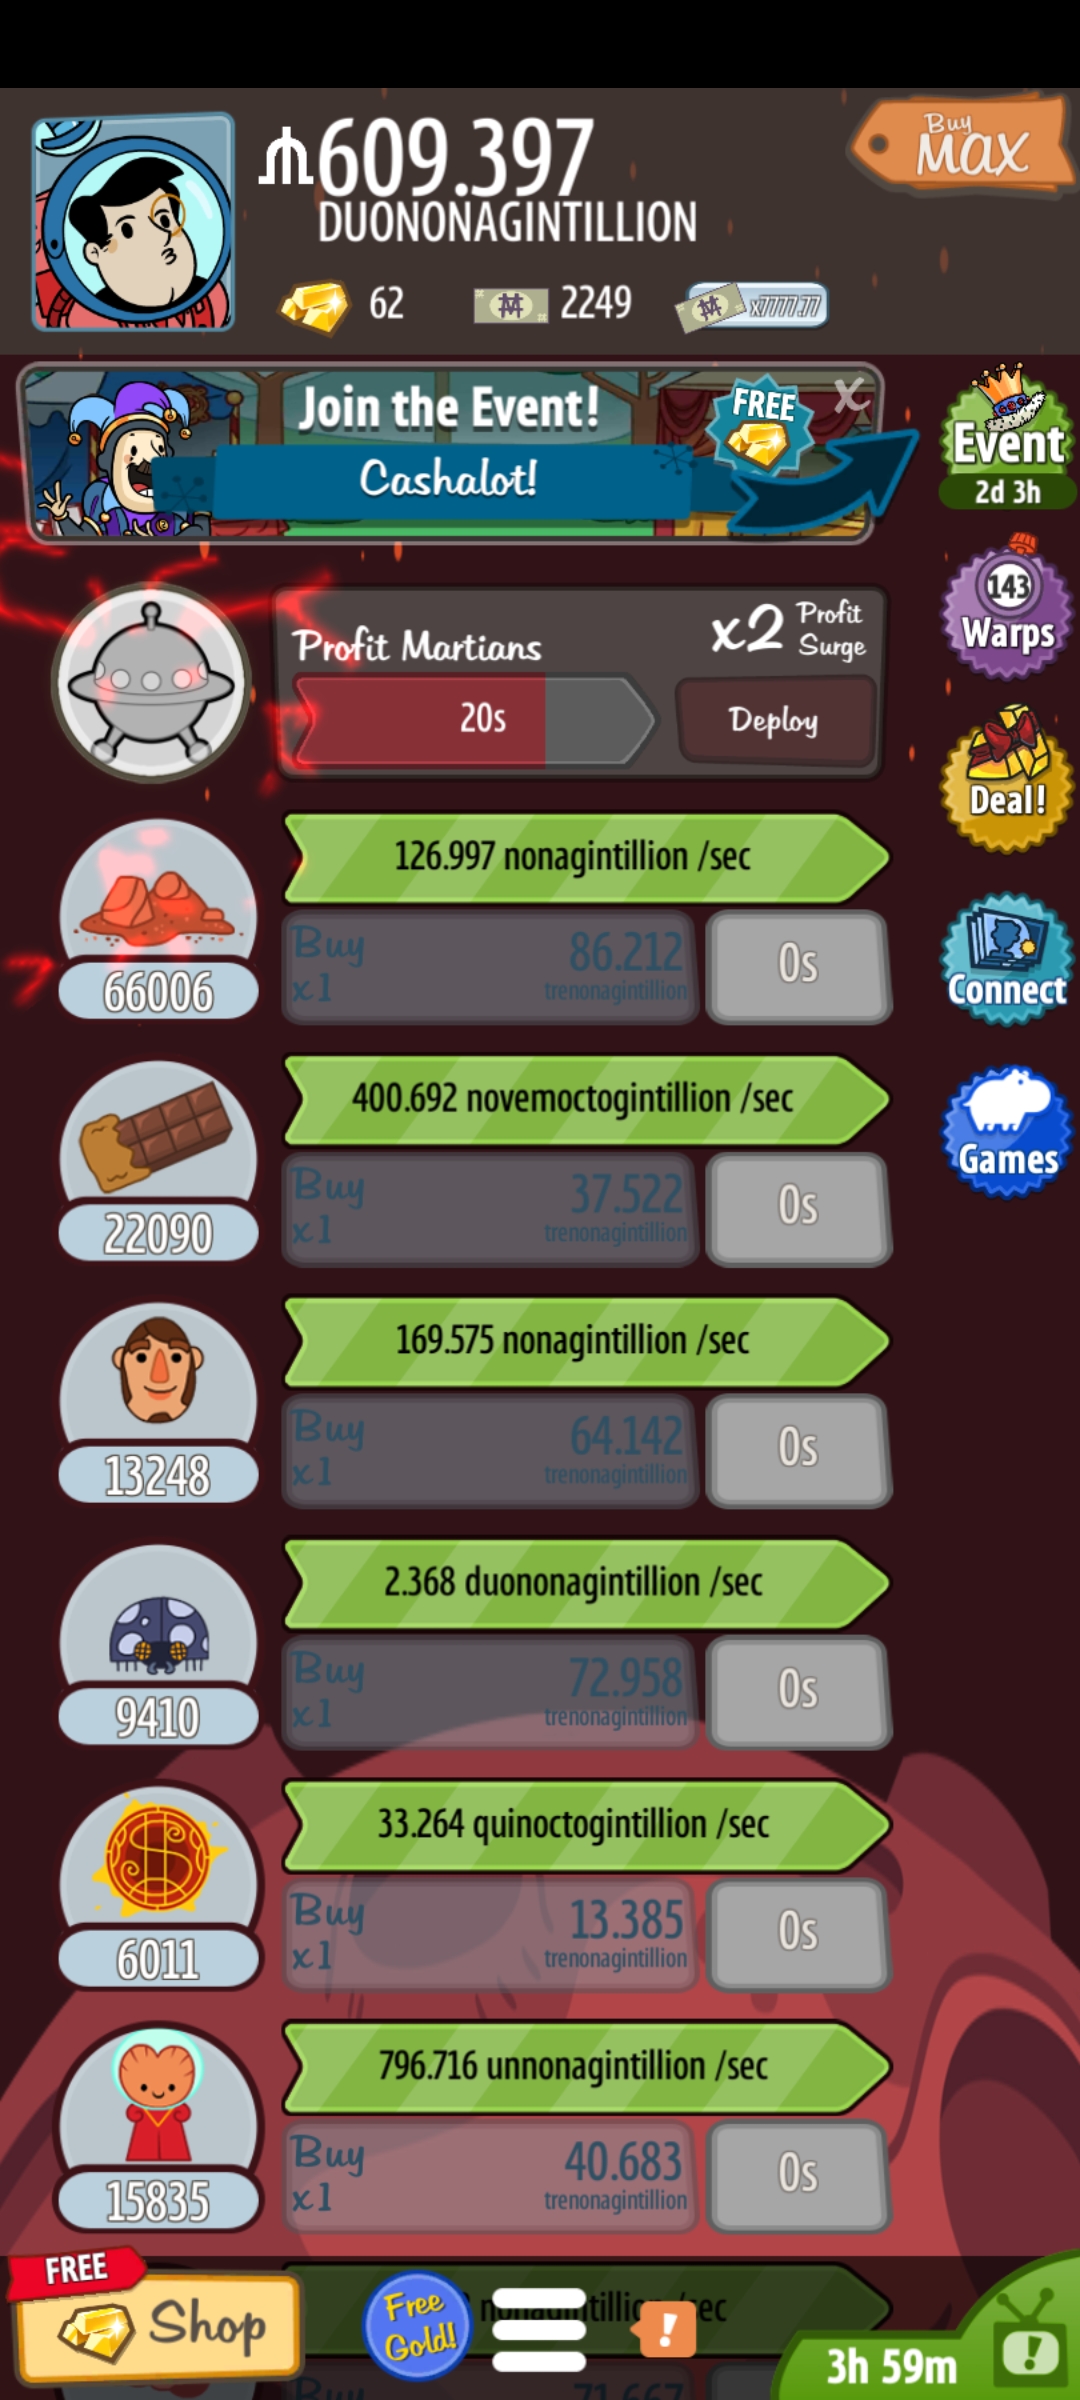 609.397
DUONONAGINTILLION
Buy
MAX
62
2249
x7777.77
Join the Event!
Cashalot!
FREE
X
Event
2d 3h
Profit Martians
x2 Profit Surge
20s
Deploy
143
Warps
Deal!
Connect
Games
126.997 nonagintillion /sec
66006
Buy x1
86.212
trenonagintillion
0s
400.692 novemoctogintillion /sec
22090
Buy x1
37.522
trenonagintillion
0s
169.575 nonagintillion /sec
13248
Buy x1
64.142
trenonagintillion
0s
2.368 duononagintillion /sec
9410
Buy x1
72.958
trenonagintillion
0s
33.264 quinoctogintillion /sec
6011
Buy x1
13.385
trenonagintillion
0s
796.716 unnonagintillion /sec
15835
Buy x1
40.683
trenonagintillion
0s
FREE
Shop
Free Gold!
nonagintillion /sec
!
3h 59m
!
Buy
71.667